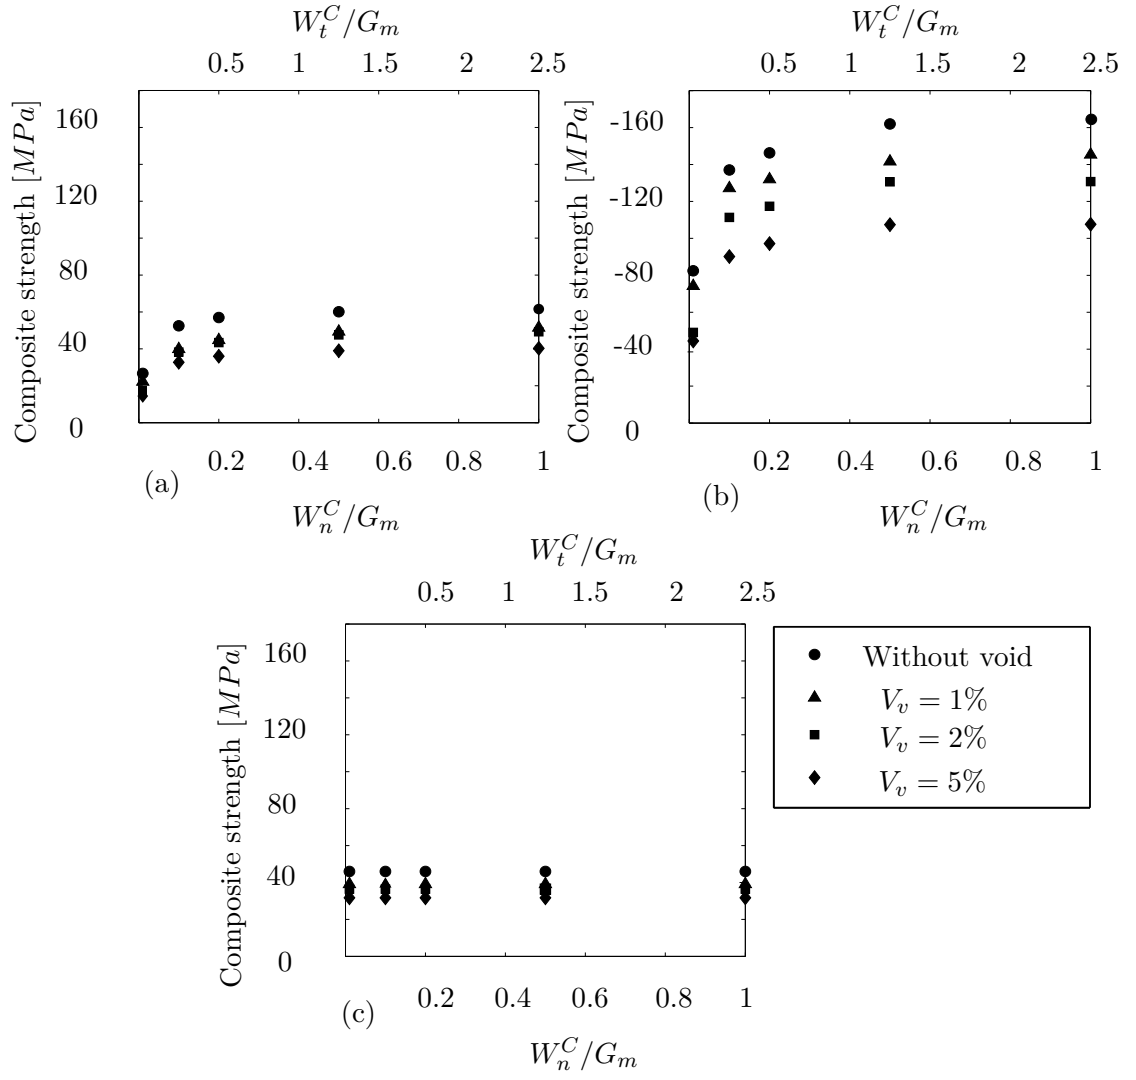 W_t^C/G_m
0.5 1 1.5 2 2.5
Composite strength [MPa]
160
120
80
40
0
0.2 0.4 0.6 0.8 1
(a)
W_n^C/G_m
W_t^C/G_m
0.5 1 1.5 2 2.5
Composite strength [MPa]
-160
-120
-80
-40
0
0.2 0.4 0.6 0.8 1
(b)
W_n^C/G_m
W_t^C/G_m
0.5 1 1.5 2 2.5
Composite strength [MPa]
160
120
80
40
0
0.2 0.4 0.6 0.8 1
(c)
W_n^C/G_m
Without void
V_v = 1%
V_v = 2%
V_v = 5%